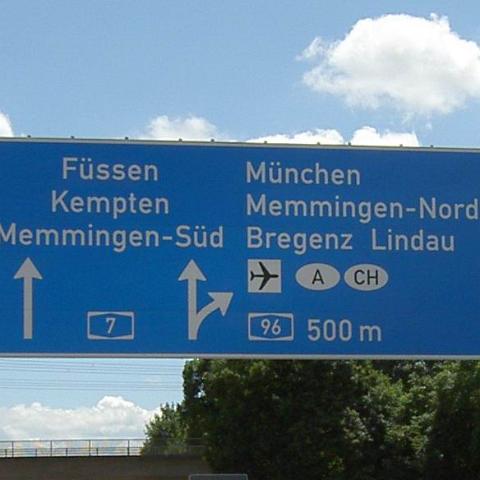 Füssen
Kempten
Memmingen-Süd
7
München
Memmingen-Nord
Bregenz Lindau
A CH
96 500 m